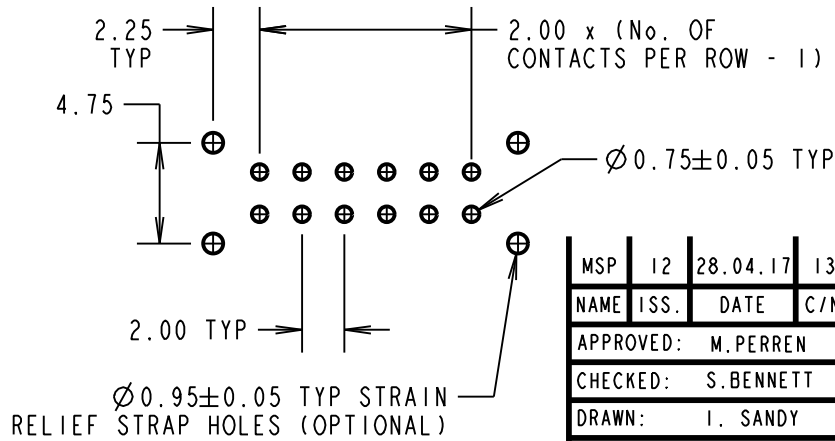 2.25
TYP
2.00 x (No. OF
CONTACTS PER ROW - 1)
4.75
Ø0.75±0.05 TYP
2.00 TYP
Ø0.95±0.05 TYP STRAIN
RELIEF STRAP HOLES (OPTIONAL)
MSP 12 28.04.17 13
NAME ISS. DATE
APPROVED: M.PERREN
CHECKED: S.BENNETT
DRAWN: I. SANDY